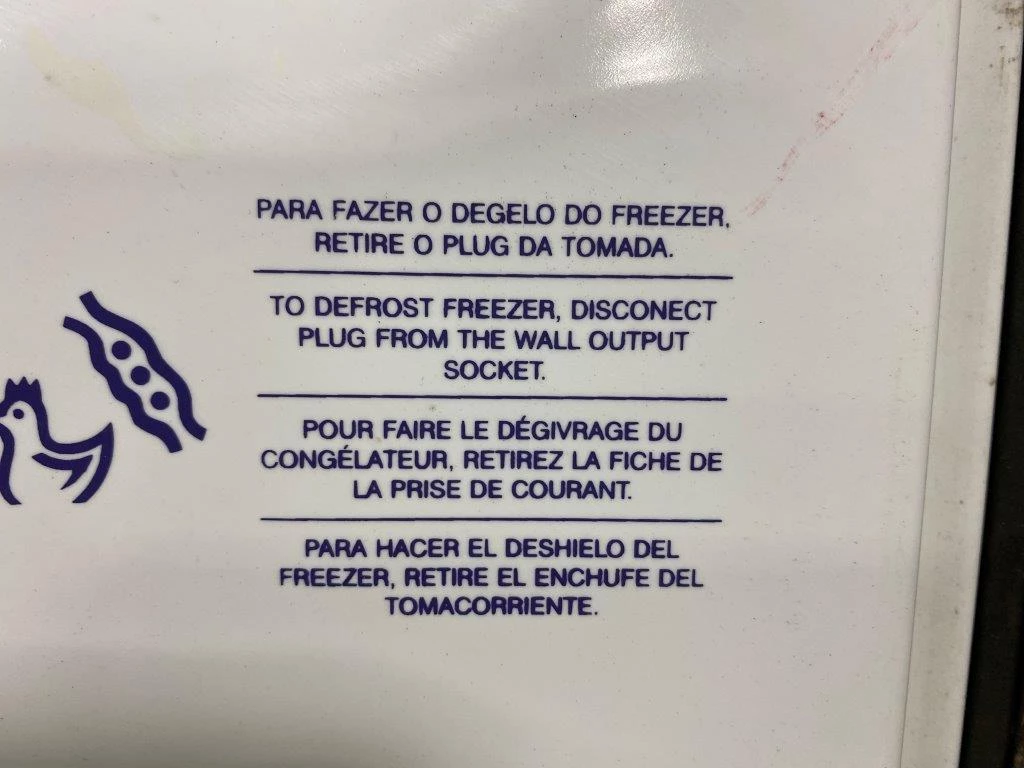 PARA FAZER O DEGELO DO FREEZER,
RETIRE O PLUG DA TOMADA.
TO DEFROST FREEZER, DISCONECT
PLUG FROM THE WALL OUTPUT
SOCKET.
POUR FAIRE LE DÉGIVRAGE DU
CONGÉLATEUR, RETIREZ LA FICHE DE
LA PRISE DE COURANT.
PARA HACER EL DESHIELO DEL
FREEZER, RETIRE EL ENCHUFE DEL
TOMACORRIENTE.